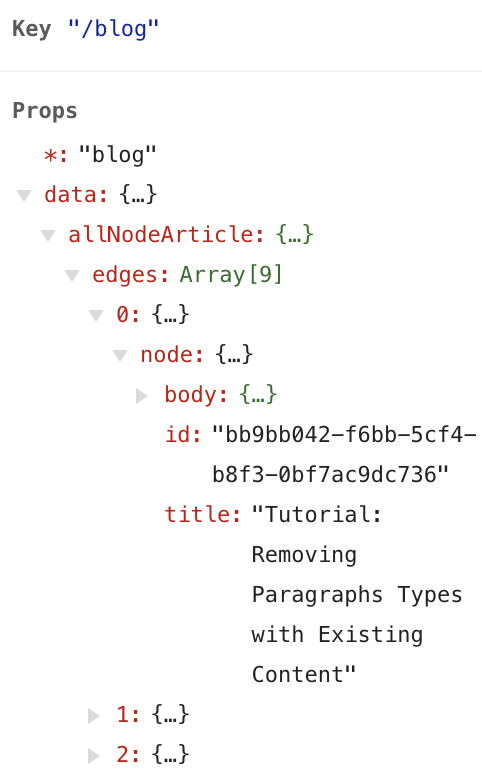 Key "/blog"
Props
*: "blog"
data: {…}
allNodeArticle: {…}
edges: Array[9]
0: {…}
node: {…}
body: {…}
id: "bb9bb042-f6bb-5cf4-
b8f3-0bf7ac9dc736"
title: "Tutorial:
Removing
Paragraphs Types
with Existing
Content"
1: {…}
2: {…}